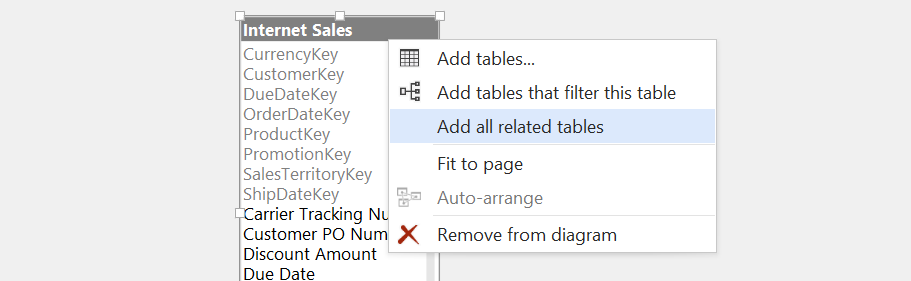 Internet Sales
CurrencyKey
CustomerKey
DueDateKey
OrderDateKey
ProductKey
PromotionKey
SalesTerritoryKey
ShipDateKey
Carrier Tracking Nu
Customer PO Num
Discount Amount
Due Date
Add tables...
Add tables that filter this table
Add all related tables
Fit to page
Auto-arrange
Remove from diagram